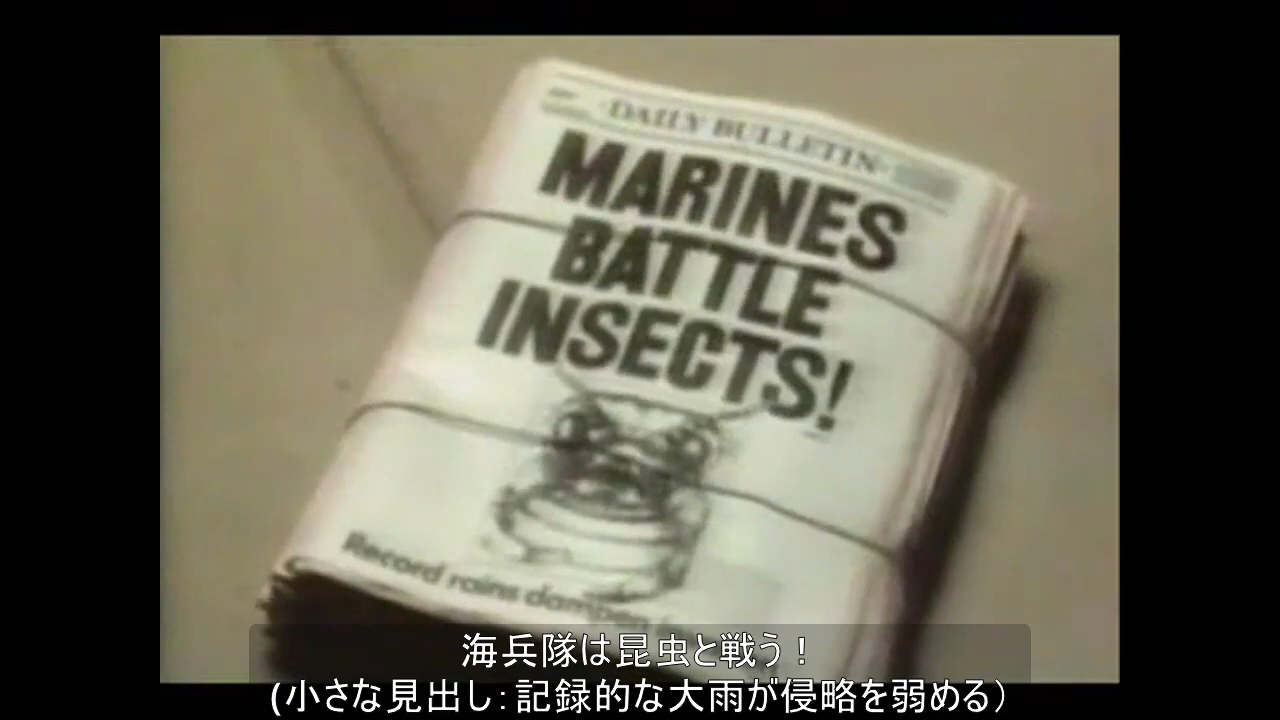 DAILY BULLETIN
MARINES
BATTLE
INSECTS!
Record rains dampen
海兵隊は昆虫と戦う！
(小さな見出し：記録的な大雨が侵略を弱める）